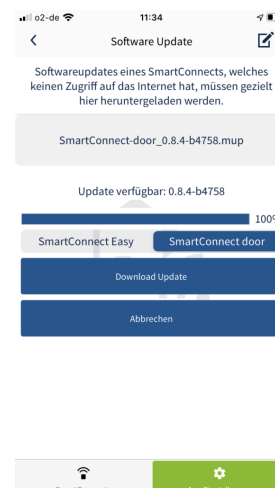 o2-de 11:34
Software Update
Softwareupdates eines SmartConnects, welches
keinen Zugriff auf das Internet hat, müssen gezielt
hier heruntergeladen werden.
SmartConnect-door_0.8.4-b4758.mup
Update verfügbar: 0.8.4-b4758
100%
SmartConnect Easy SmartConnect door
Download Update
Abbrechen